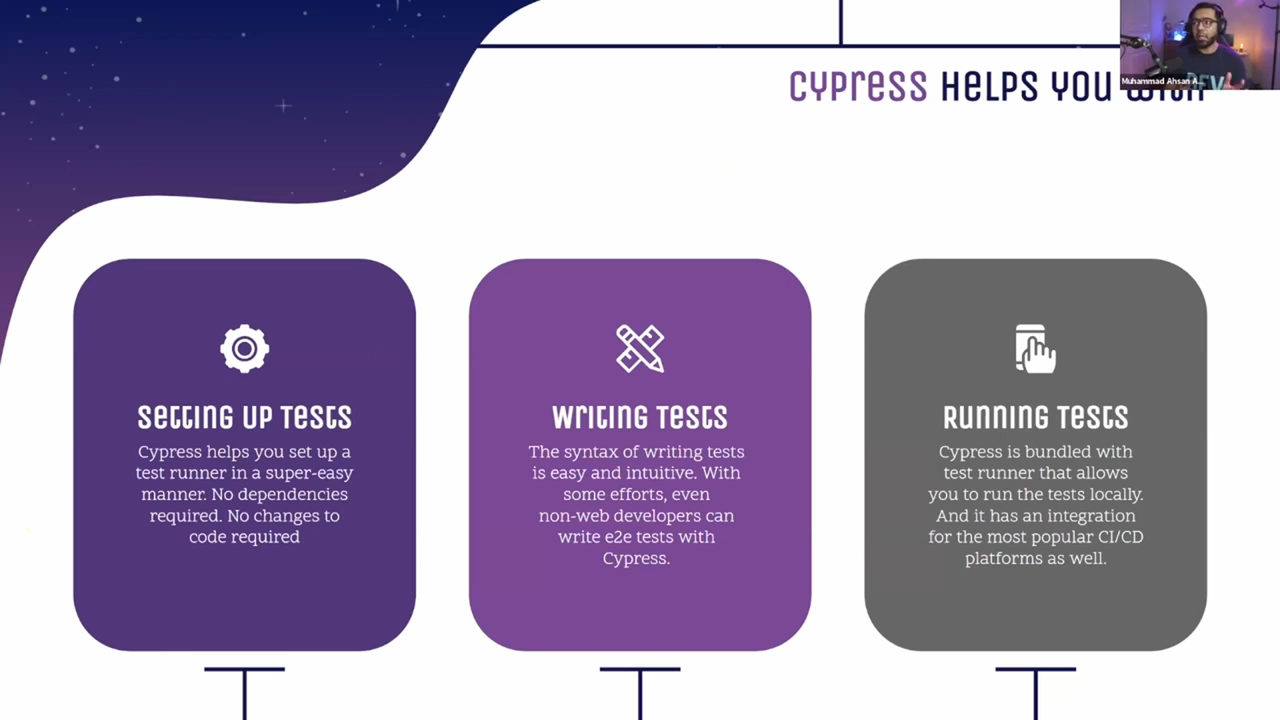 Cypress Helps you with
Muhammad Ahsan A...
Setting up Tests
Cypress helps you set up a
test runner in a super-easy
manner. No dependencies
required. No changes to
code required
Writing Tests
The syntax of writing tests
is easy and intuitive. With
some efforts, even
non-web developers can
write e2e tests with
Cypress.
Running Tests
Cypress is bundled with
test runner that allows
you to run the tests locally.
And it has an integration
for the most popular CI/CD
platforms as well.